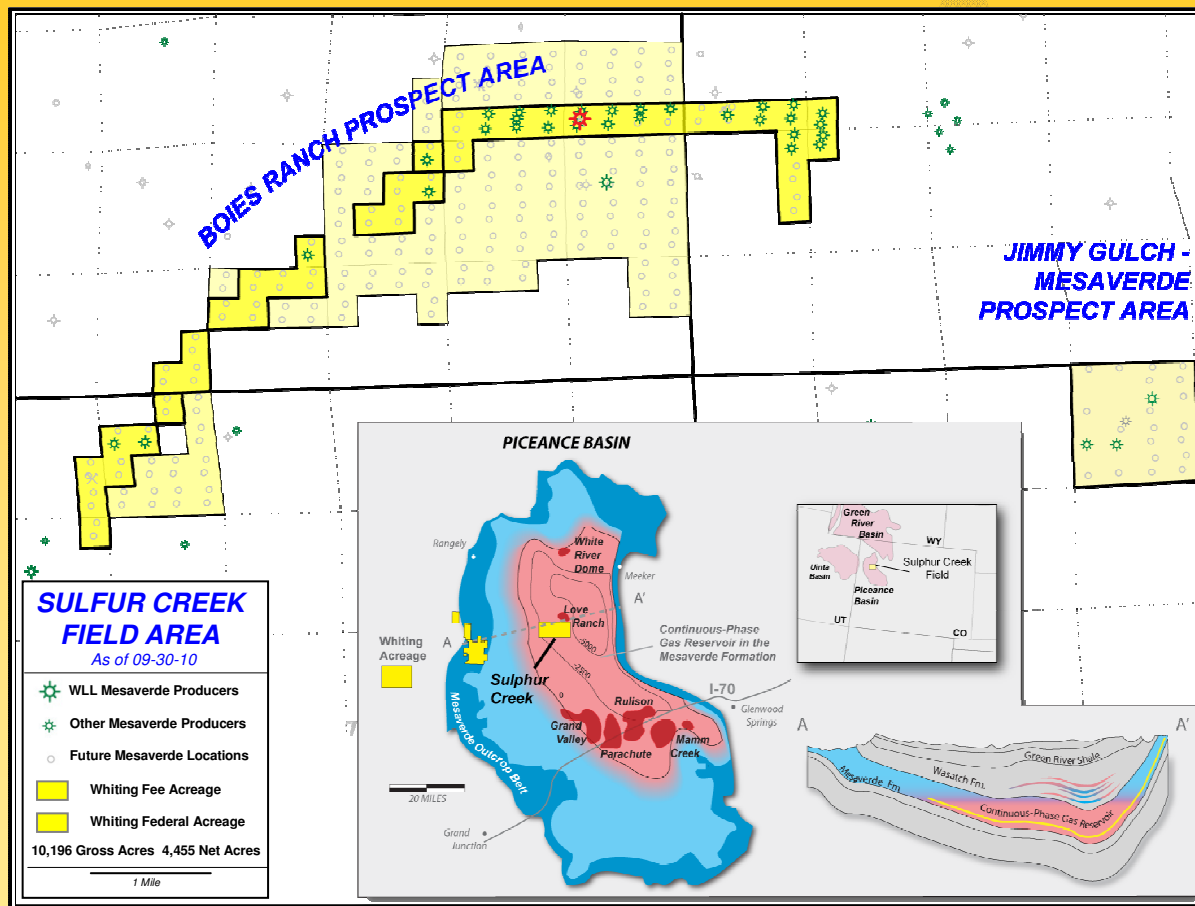 BOIES RANCH PROSPECT AREA
JIMMY GULCH -
MESAVERDE
PROSPECT AREA
SULFUR CREEK
FIELD AREA
As of 09-30-10
WLL Mesaverde Producers
Other Mesaverde Producers
Future Mesaverde Locations
Whiting Fee Acreage
Whiting Federal Acreage
10,196 Gross Acres 4,455 Net Acres
1 Mile
PICEANCE BASIN
Rangely
White
River
Dome
Meeker
A'
Love
Ranch
A
Whiting
Acreage
-3000
Continuous-Phase
Gas Reservoir in the
Mesaverde Formation
-2500
Sulphur
Creek
I-70
Rulison
Glenwood
Springs
Grand
Valley
Parachute
Mamm
Creek
Mesaverde Outcrop Belt
20 MILES
Grand
Junction
Green
River
Basin
WY
Uinta
Basin
Sulphur Creek
Field
Piceance
Basin
UT
CO
A
A'
Green River Shale
Wasatch Fm.
Mesaverde Fm.
Continuous-Phase Gas Reservoir